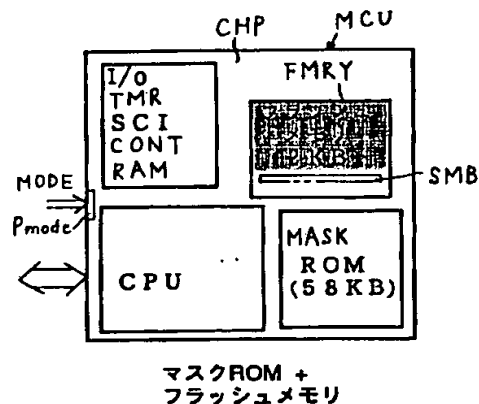 CHP
MCU
I/O
TMR
SCI
CONT
RAM
FMRY
SMB
MODE
Pmode
CPU
MASK
ROM
(58KB)
マスクROM +
フラッシュメモリ